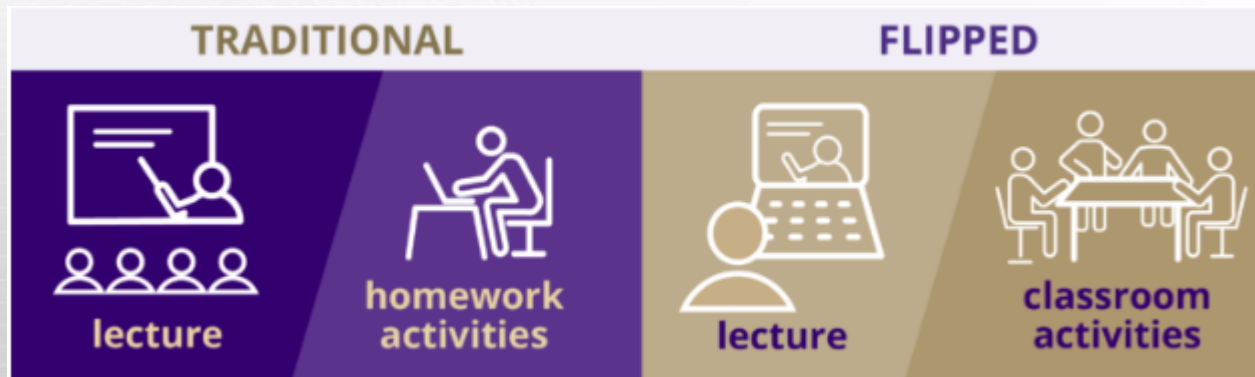 TRADITIONAL
lecture
homework
activities
FLIPPED
lecture
classroom
activities